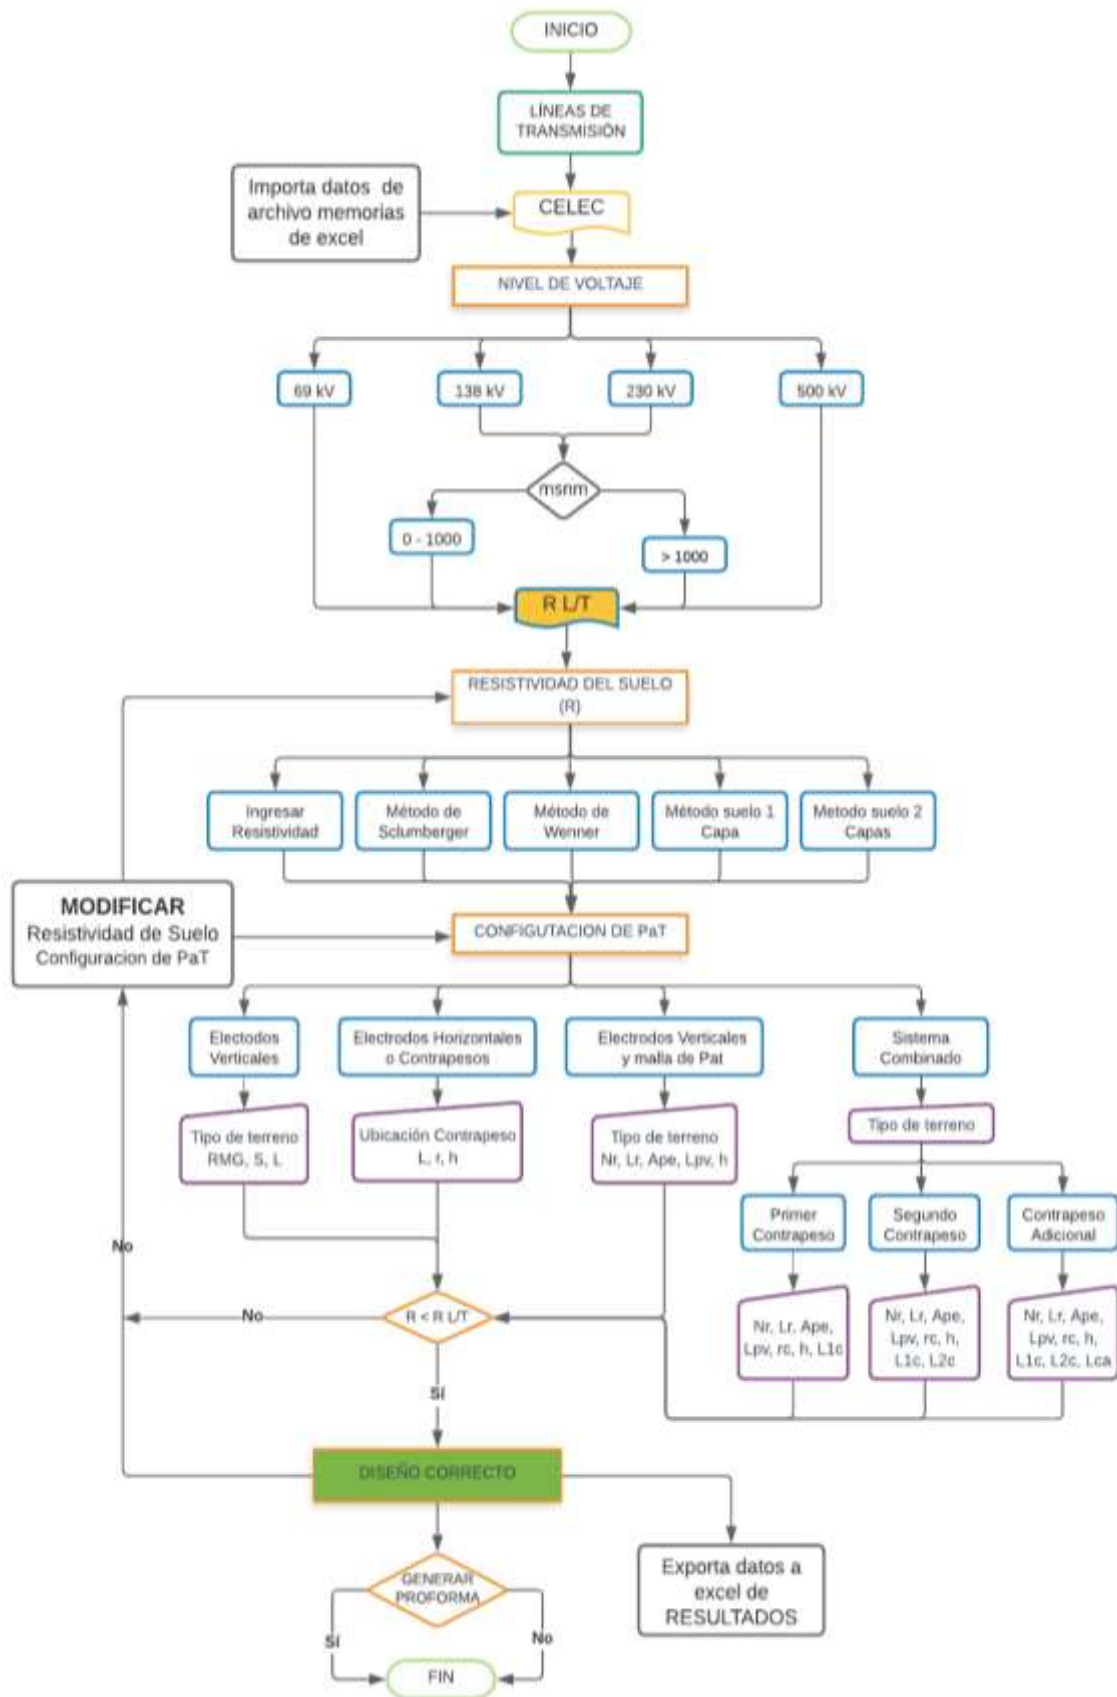 INICIO
LÍNEAS DE
TRANSMISIÓN
Importa datos de
archivo memorias
de excel
CELEC
NIVEL DE VOLTAJE
69 kV
138 kV
230 kV
500 kV
msnm
0 - 1000
> 1000
R L/T
RESISTIVIDAD DEL SUELO
(R)
Ingresar
Resistividad
Método de
Sclumberger
Método de
Wenner
Método suelo 1
Capa
Metodo suelo 2
Capas
MODIFICAR
Resistividad de Suelo
Configuracion de PaT
CONFIGUTACION DE PaT
Electodos
Verticales
Electrodos Horizontales
o Contrapesos
Electrodos Verticales
y malla de Pat
Sistema
Combinado
Tipo de terreno
RMG, S, L
Ubicación Contrapeso
L, r, h
Tipo de terreno
Nr, Lr, Ape, Lpv, h
Tipo de terreno
Primer
Contrapeso
Segundo
Contrapeso
Contrapeso
Adicional
No
No
R < R L/T
Nr, Lr, Ape,
Lpv, rc, h, L1c
Nr, Lr, Ape,
Lpv, rc, h,
L1c, L2c
Nr, Lr, Ape,
Lpv, rc, h,
L1c, L2c, Lca
Sí
DISEÑO CORRECTO
GENERAR
PROFORMA
Exporta datos a
excel de
RESULTADOS
Sí
No
FIN